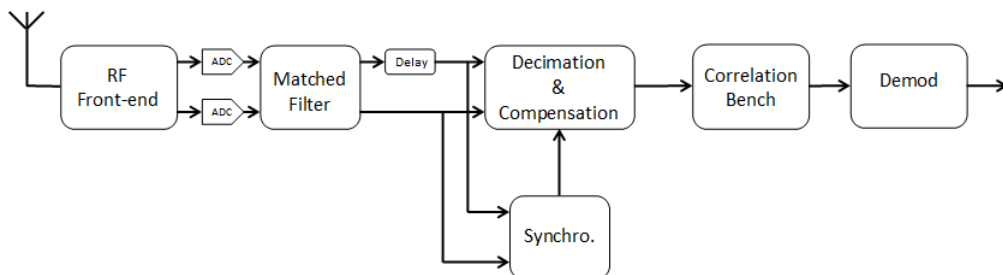 RF
Front-end
ADC
ADC
Matched
Filter
Delay
Decimation
&
Compensation
Synchro.
Correlation
Bench
Demod